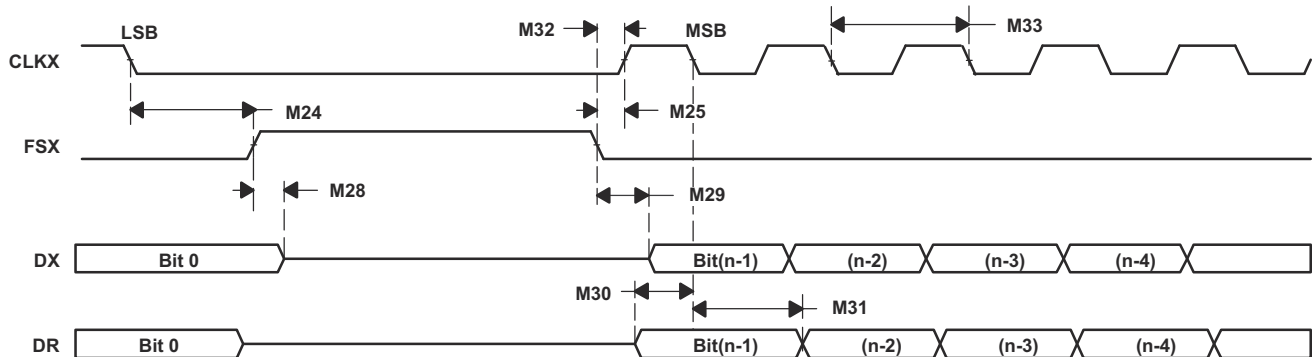 LSB M32 MSB M33
CLKX
M24 M25
FSX
M28 M29
DX Bit 0 Bit(n-1) (n-2) (n-3) (n-4)
M30 M31
DR Bit 0 Bit(n-1) (n-2) (n-3) (n-4)